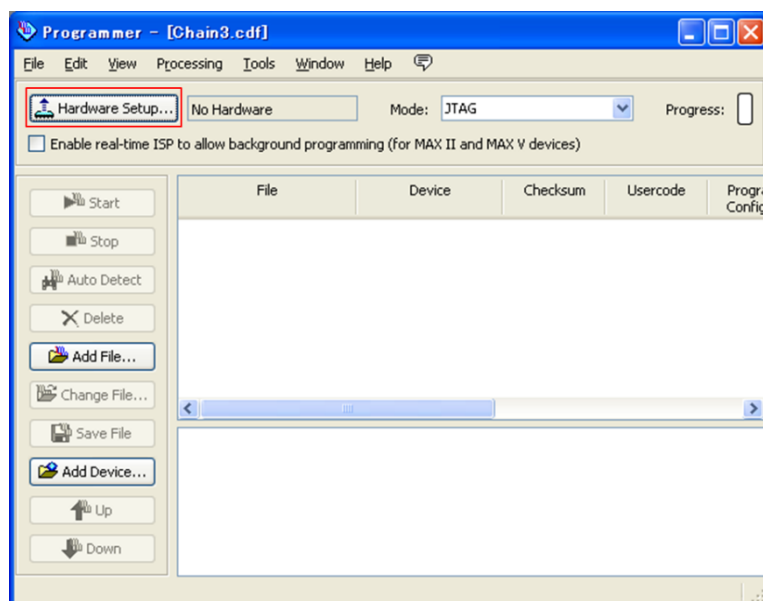 Programmer - [Chain3.cdf]
File Edit View Processing Tools Window Help
Hardware Setup... No Hardware Mode: JTAG Progress:
Enable real-time ISP to allow background programming (for MAX II and MAX V devices)
File Device Checksum Usercode
Start
Stop
Auto Detect
Delete
Add File...
Change File...
Save File
Add Device...
Up
Down